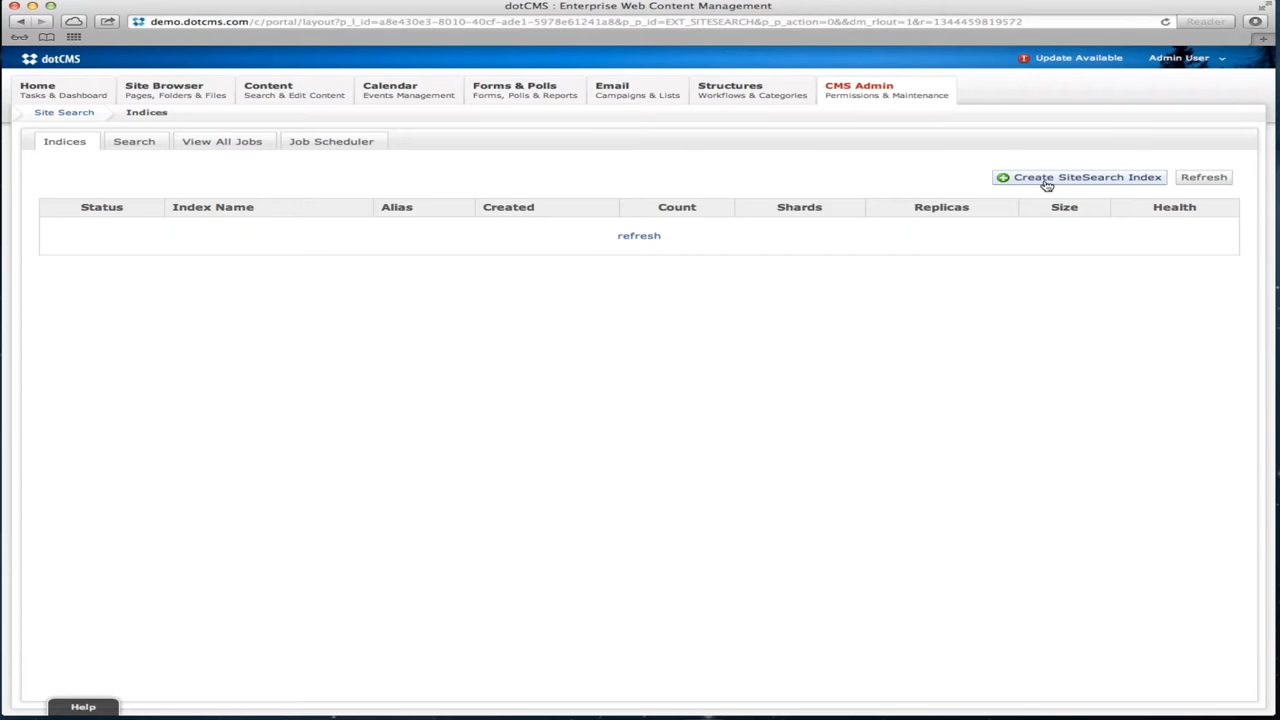 dotCMS : Enterprise Web Content Management
demo.dotcms.com/c/portal/layout?p_l_id=a8e430e3-8010-40cf-ade1-5978e61241a8&p_p_id=EXT_SITESEARCH&p_p_action=0&&dm_rlout=1&r=1344459819572
Reader
dotCMS
Update Available
Admin User
Home
Tasks & Dashboard
Site Browser
Pages, Folders & Files
Content
Search & Edit Content
Calendar
Events Management
Forms & Polls
Forms, Polls & Reports
Email
Campaigns & Lists
Structures
Workflows & Categories
CMS Admin
Permissions & Maintenance
Site Search
Indices
Indices
Search
View All Jobs
Job Scheduler
Create SiteSearch Index
Refresh
Status Index Name Alias Created Count Shards Replicas Size Health
refresh
Help